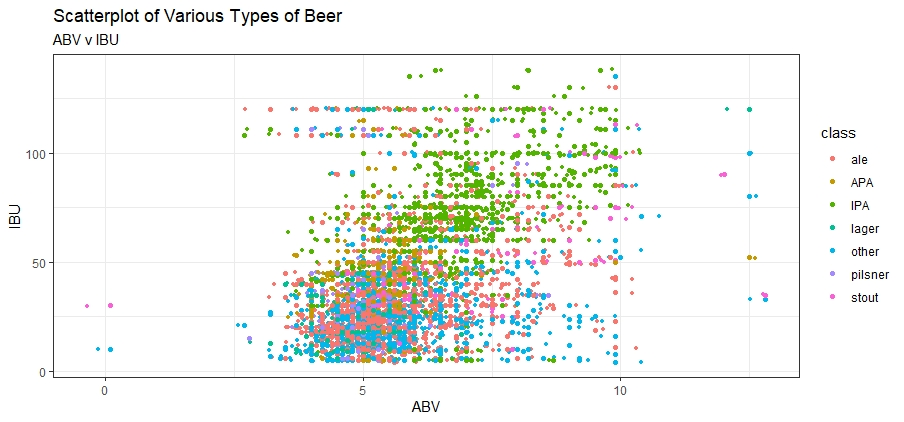 Scatterplot of Various Types of Beer
ABV v IBU
100
50
0
IBU
0 5 10
ABV
class
ale
APA
IPA
lager
other
pilsner
stout